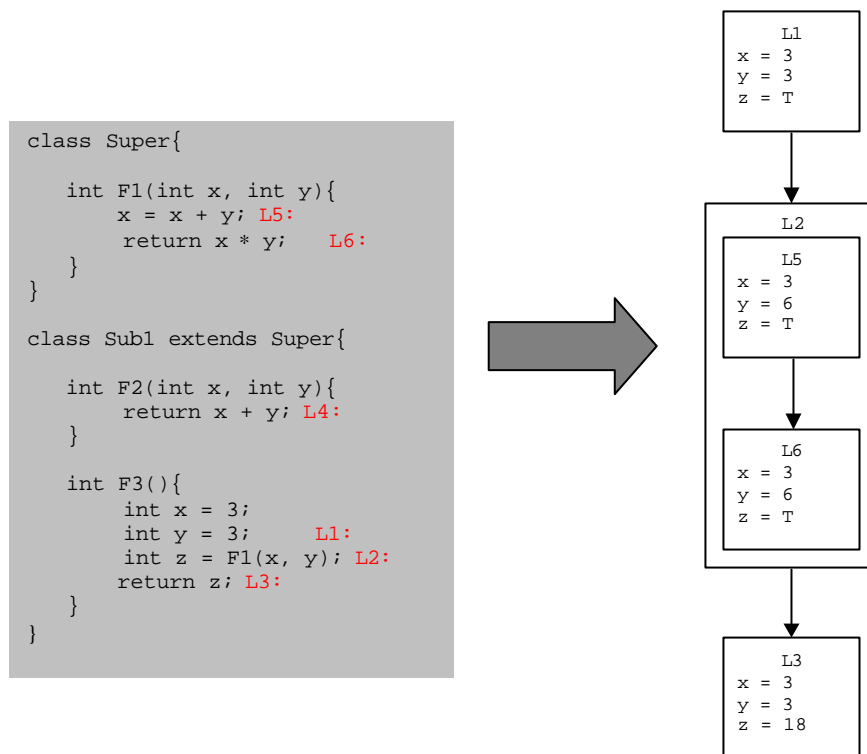 class Super{
int F1(int x, int y){
x = x + y; L5:
return x * y; L6:
}
}
class Sub1 extends Super{
int F2(int x, int y){
return x + y; L4:
}
int F3(){
int x = 3;
int y = 3; L1:
int z = F1(x, y); L2:
return z; L3:
}
}
L1
x = 3
y = 3
z = T
L2
L5
x = 3
y = 6
z = T
L6
x = 3
y = 6
z = T
L3
x = 3
y = 3
z = 18